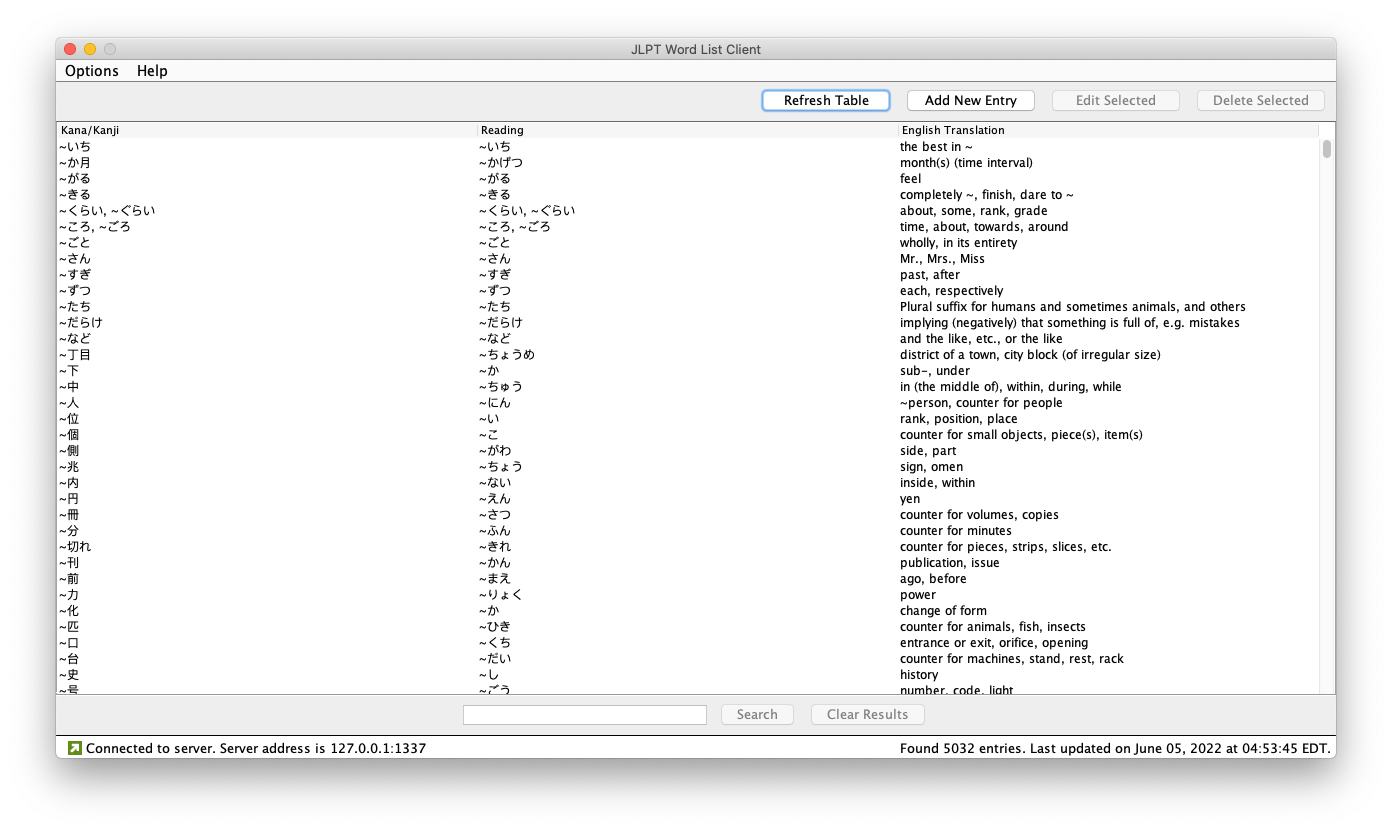 JLPT Word List Client
Options Help
Refresh Table Add New Entry Edit Selected Delete Selected
Kana/Kanji Reading English Translation
~いち ~いち the best in ~
~か月 ~かげつ month(s) (time interval)
~がる ~がる feel
~きる ~きる completely ~, finish, dare to ~
~くらい, ~ぐらい ~くらい, ~ぐらい about, some, rank, grade
~ころ, ~ごろ ~ころ, ~ごろ time, about, towards, around
~ごと ~ごと wholly, in its entirety
~さん ~さん Mr., Mrs., Miss
~すぎ ~すぎ past, after
~ずつ ~ずつ each, respectively
~たち ~たち Plural suffix for humans and sometimes animals, and others
~だらけ ~だらけ implying (negatively) that something is full of, e.g. mistakes
~など ~など and the like, etc., or the like
~丁目 ~ちょうめ district of a town, city block (of irregular size)
~下 ~か sub-, under
~中 ~ちゅう in (the middle of), within, during, while
~人 ~にん ~person, counter for people
~位 ~い rank, position, place
~個 ~こ counter for small objects, piece(s), item(s)
~側 ~がわ side, part
~兆 ~ちょう sign, omen
~内 ~ない inside, within
~円 ~えん yen
~冊 ~さつ counter for volumes, copies
~分 ~ふん counter for minutes
~切れ ~きれ counter for pieces, strips, slices, etc.
~刊 ~かん publication, issue
~前 ~まえ ago, before
~力 ~りょく power
~化 ~か change of form
~匹 ~ひき counter for animals, fish, insects
~口 ~くち entrance or exit, orifice, opening
~台 ~だい counter for machines, stand, rest, rack
~史 ~し history
~号 ~ごう number, code, light
Search Clear Results
Connected to server. Server address is 127.0.0.1:1337 Found 5032 entries. Last updated on June 05, 2022 at 04:53:45 EDT.